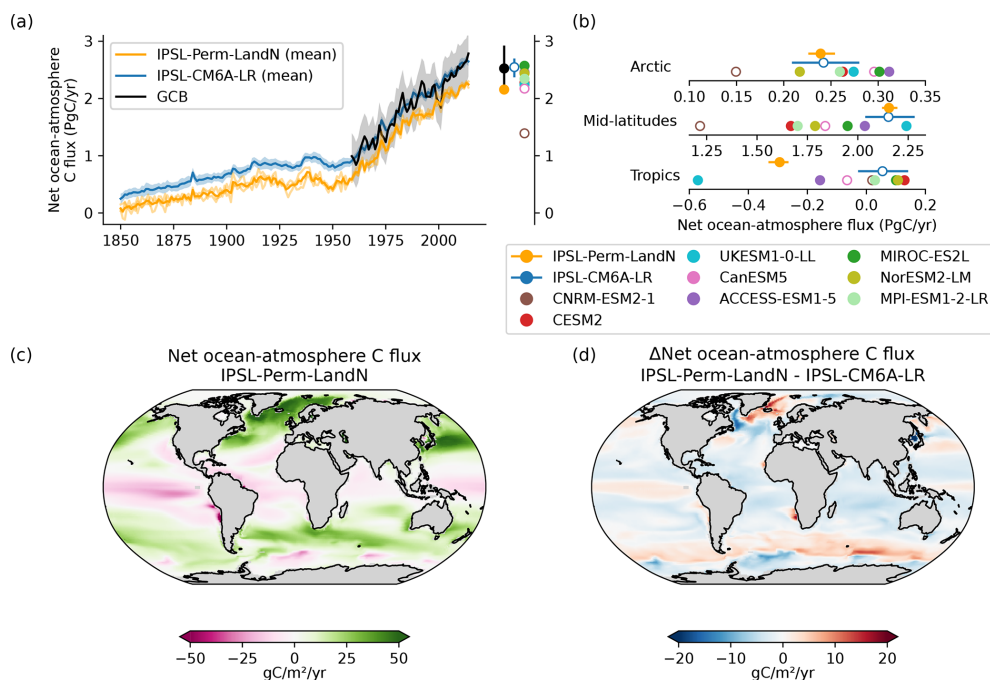 (a)
Net ocean-atmosphere
C flux (PgC/yr)
3
2
1
0
IPSL-Perm-LandN (mean)
IPSL-CM6A-LR (mean)
GCB
1850 1875 1900 1925 1950 1975 2000
3
2
1
0
(b)
Arctic
0.10 0.15 0.20 0.25 0.30 0.35
Mid-latitudes
1.25 1.50 1.75 2.00 2.25
Tropics
−0.6 −0.4 −0.2 0.0 0.2
Net ocean-atmosphere flux (PgC/yr)
IPSL-Perm-LandN UKESM1-0-LL MIROC-ES2L
IPSL-CM6A-LR CanESM5 NorESM2-LM
CNRM-ESM2-1 ACCESS-ESM1-5 MPI-ESM1-2-LR
CESM2
(c)
Net ocean-atmosphere C flux
IPSL-Perm-LandN
−50 −25 0 25 50
gC/m²/yr
(d)
ΔNet ocean-atmosphere C flux
IPSL-Perm-LandN - IPSL-CM6A-LR
−20 −10 0 10 20
gC/m²/yr